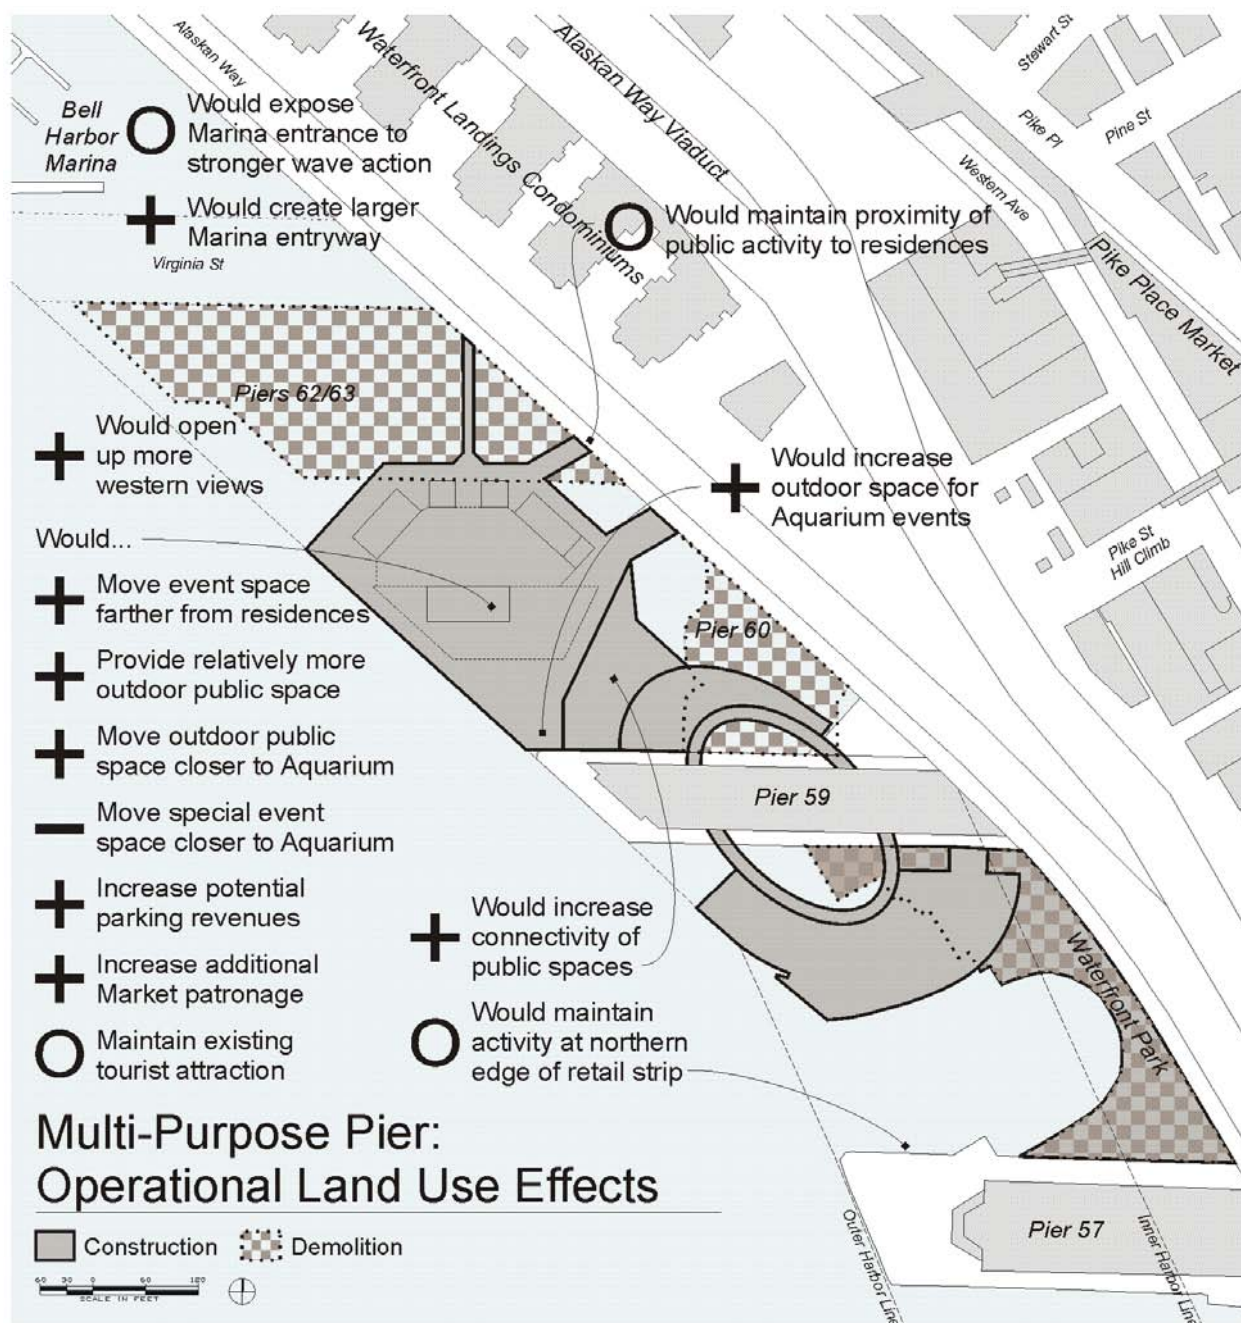 Alaskan Way
Waterfront Landings Condominiums
Alaskan Way Viaduct
Stewart St
Pike Pl
Pine St
Western Ave
Pike Place Market
Pike St
Hill Climb
Bell
Harbor
Marina
O Would expose
Marina entrance to
stronger wave action
+ Would create larger
Marina entryway
Virginia St
O Would maintain proximity of
public activity to residences
Piers 62/63
+ Would open
up more
western views
+ Would increase
outdoor space for
Aquarium events
Would...
+ Move event space
farther from residences
+ Provide relatively more
outdoor public space
+ Move outdoor public
space closer to Aquarium
– Move special event
space closer to Aquarium
+ Increase potential
parking revenues
+ Increase additional
Market patronage
O Maintain existing
tourist attraction
Pier 60
Pier 59
+ Would increase
connectivity of
public spaces
O Would maintain
activity at northern
edge of retail strip
Waterfront Park
Pier 57
Outer Harbor Line
Inner Harbor Line
Multi-Purpose Pier:
Operational Land Use Effects
Construction
Demolition
60 30 0 60 120
SCALE IN FEET